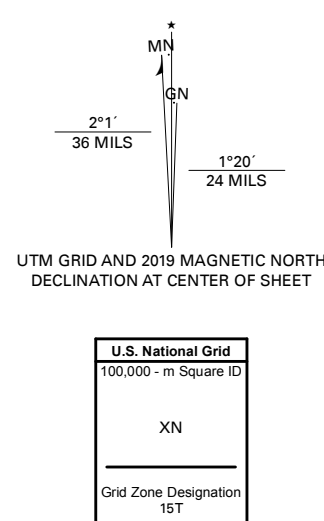 MN
GN
2°1´
36 MILS
1°20´
24 MILS
UTM GRID AND 2019 MAGNETIC NORTH
DECLINATION AT CENTER OF SHEET
U.S. National Grid
100,000 - m Square ID
XN
Grid Zone Designation
15T